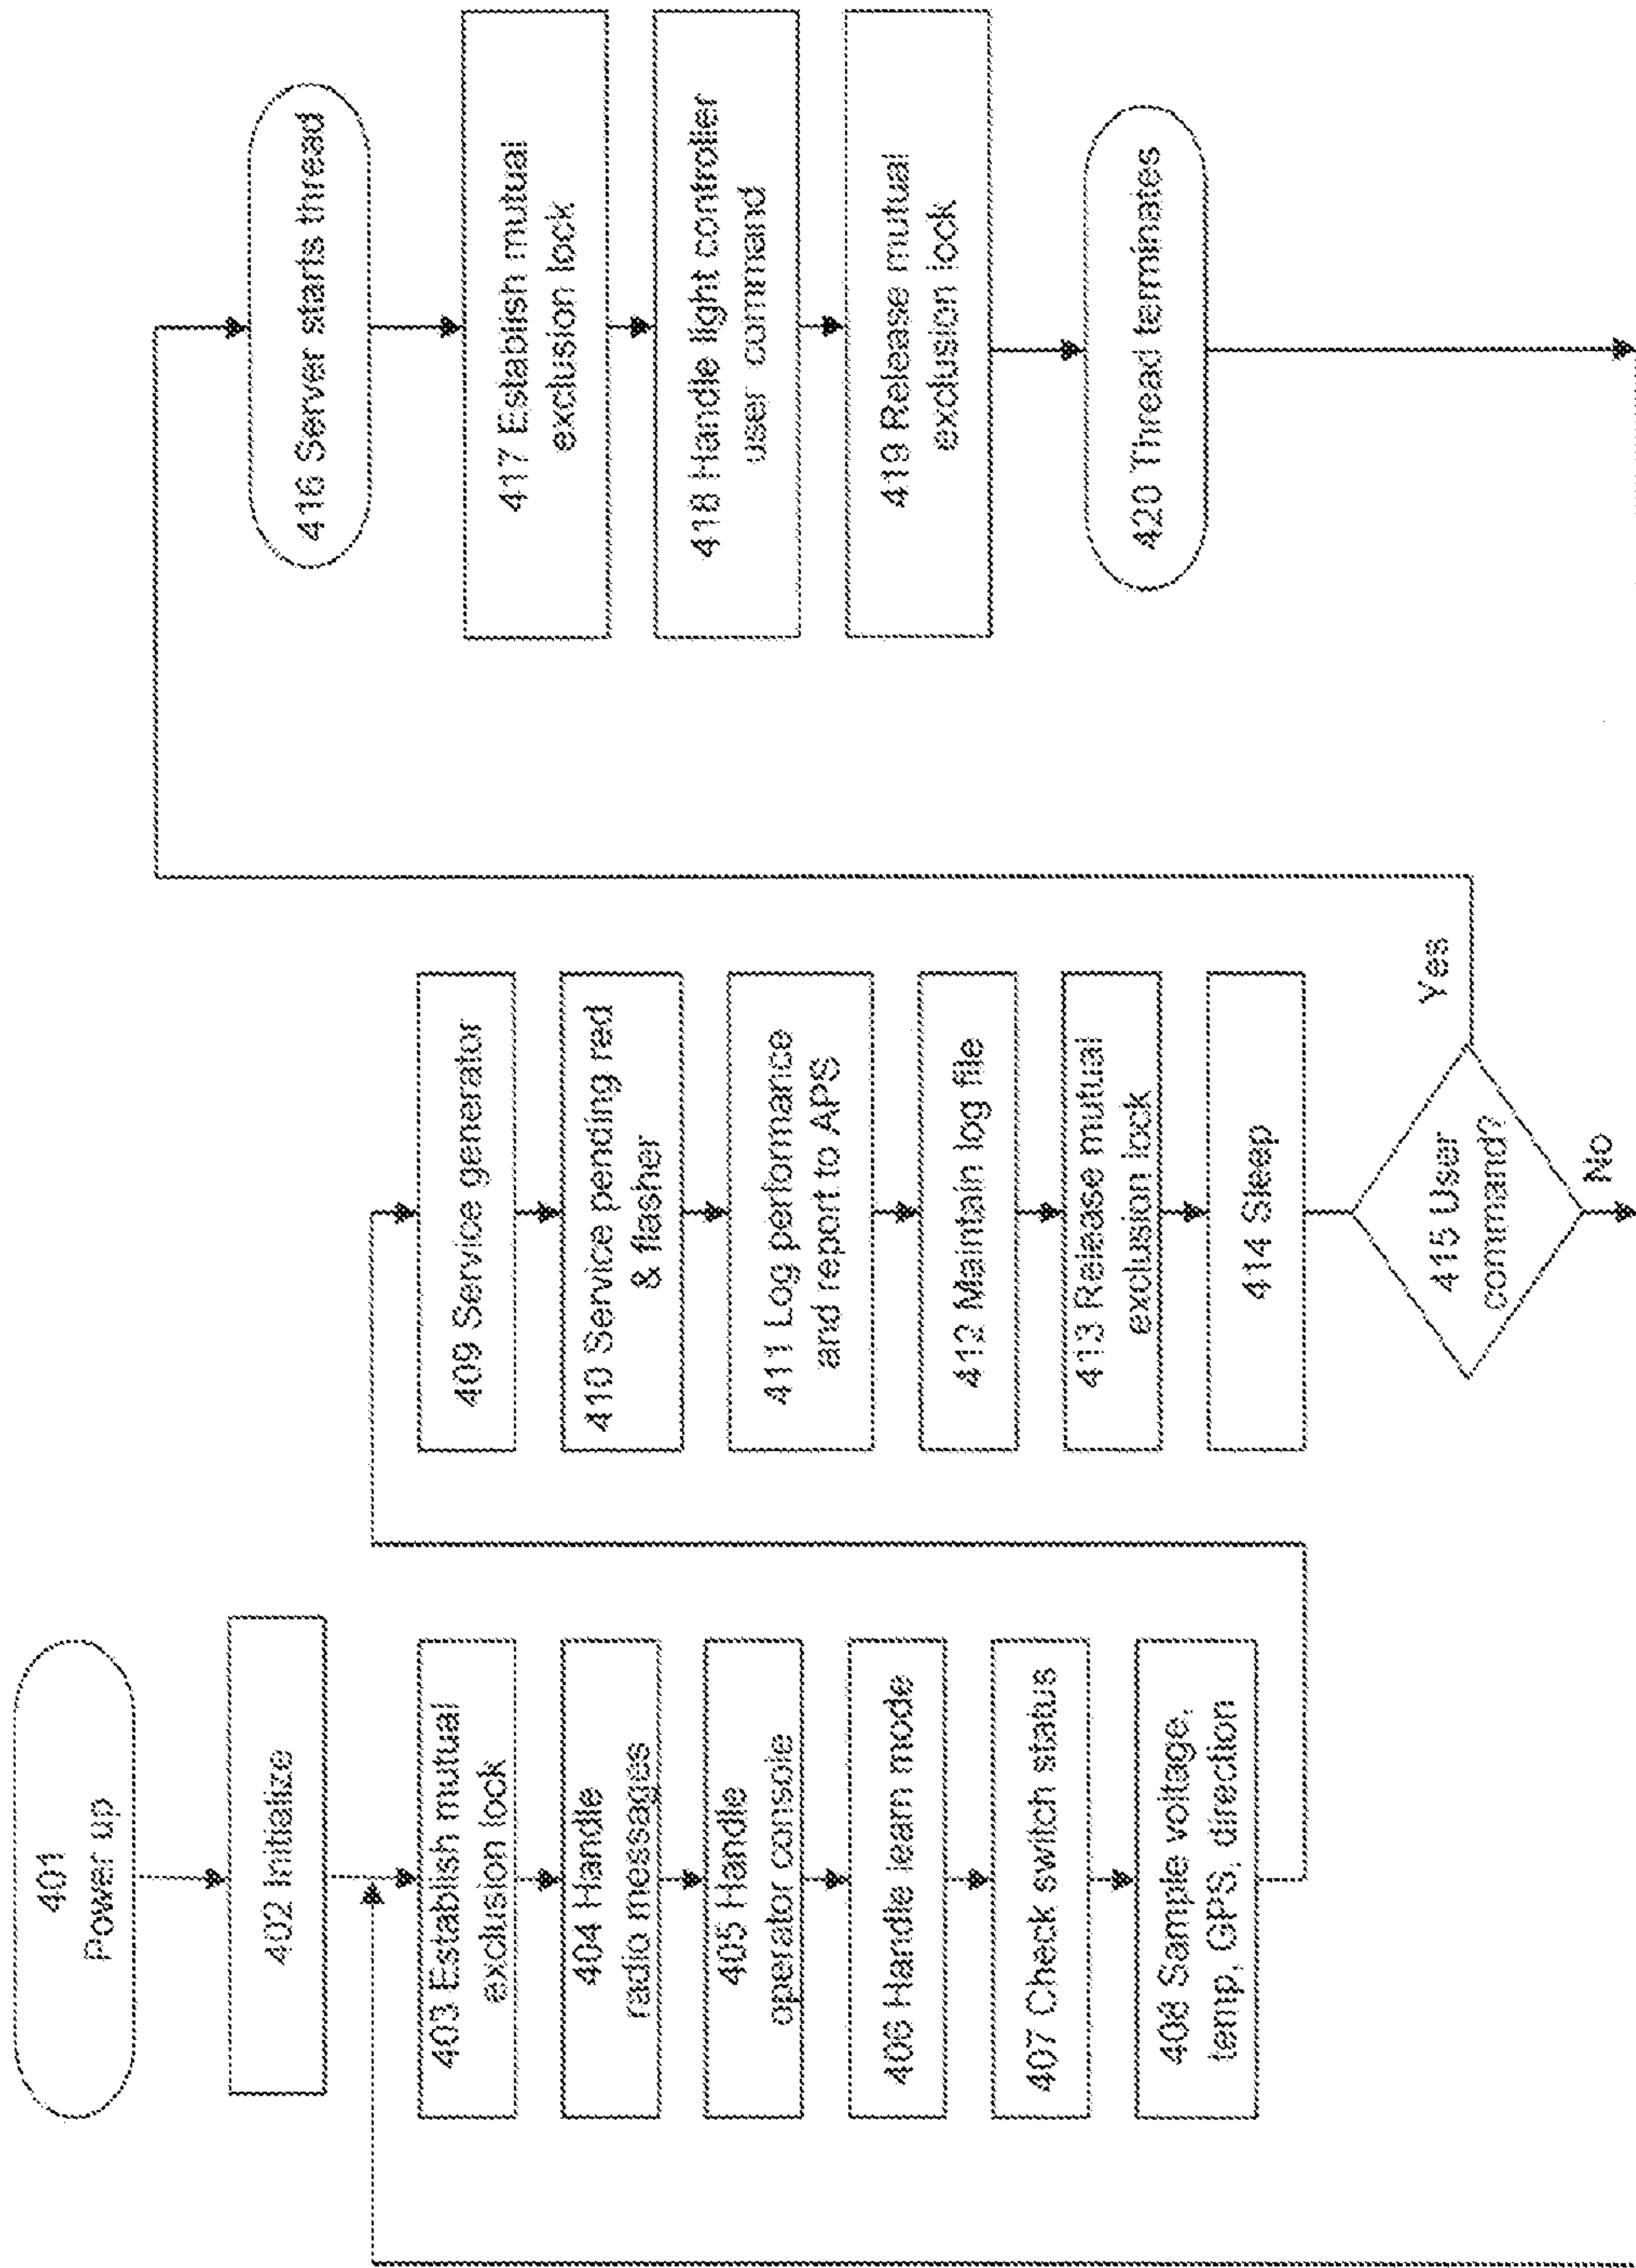 401
Power up
402 Initialize
403 Establish mutual
exclusion lock
404 Handle
radio messages
405 Handle
operator console
406 Handle learn mode
407 Check switch status
408 Sample voltage,
temp, GPS, direction
409 Service generator
410 Service pending red
& flasher
411 Log performance
and report to APS
412 Maintain log file
413 Release mutual
exclusion lock
414 Sleep
415 User
command?
Yes
No
416 Server starts thread
417 Establish mutual
exclusion lock
418 Handle light controller
user command
419 Release mutual
exclusion lock
420 Thread terminates